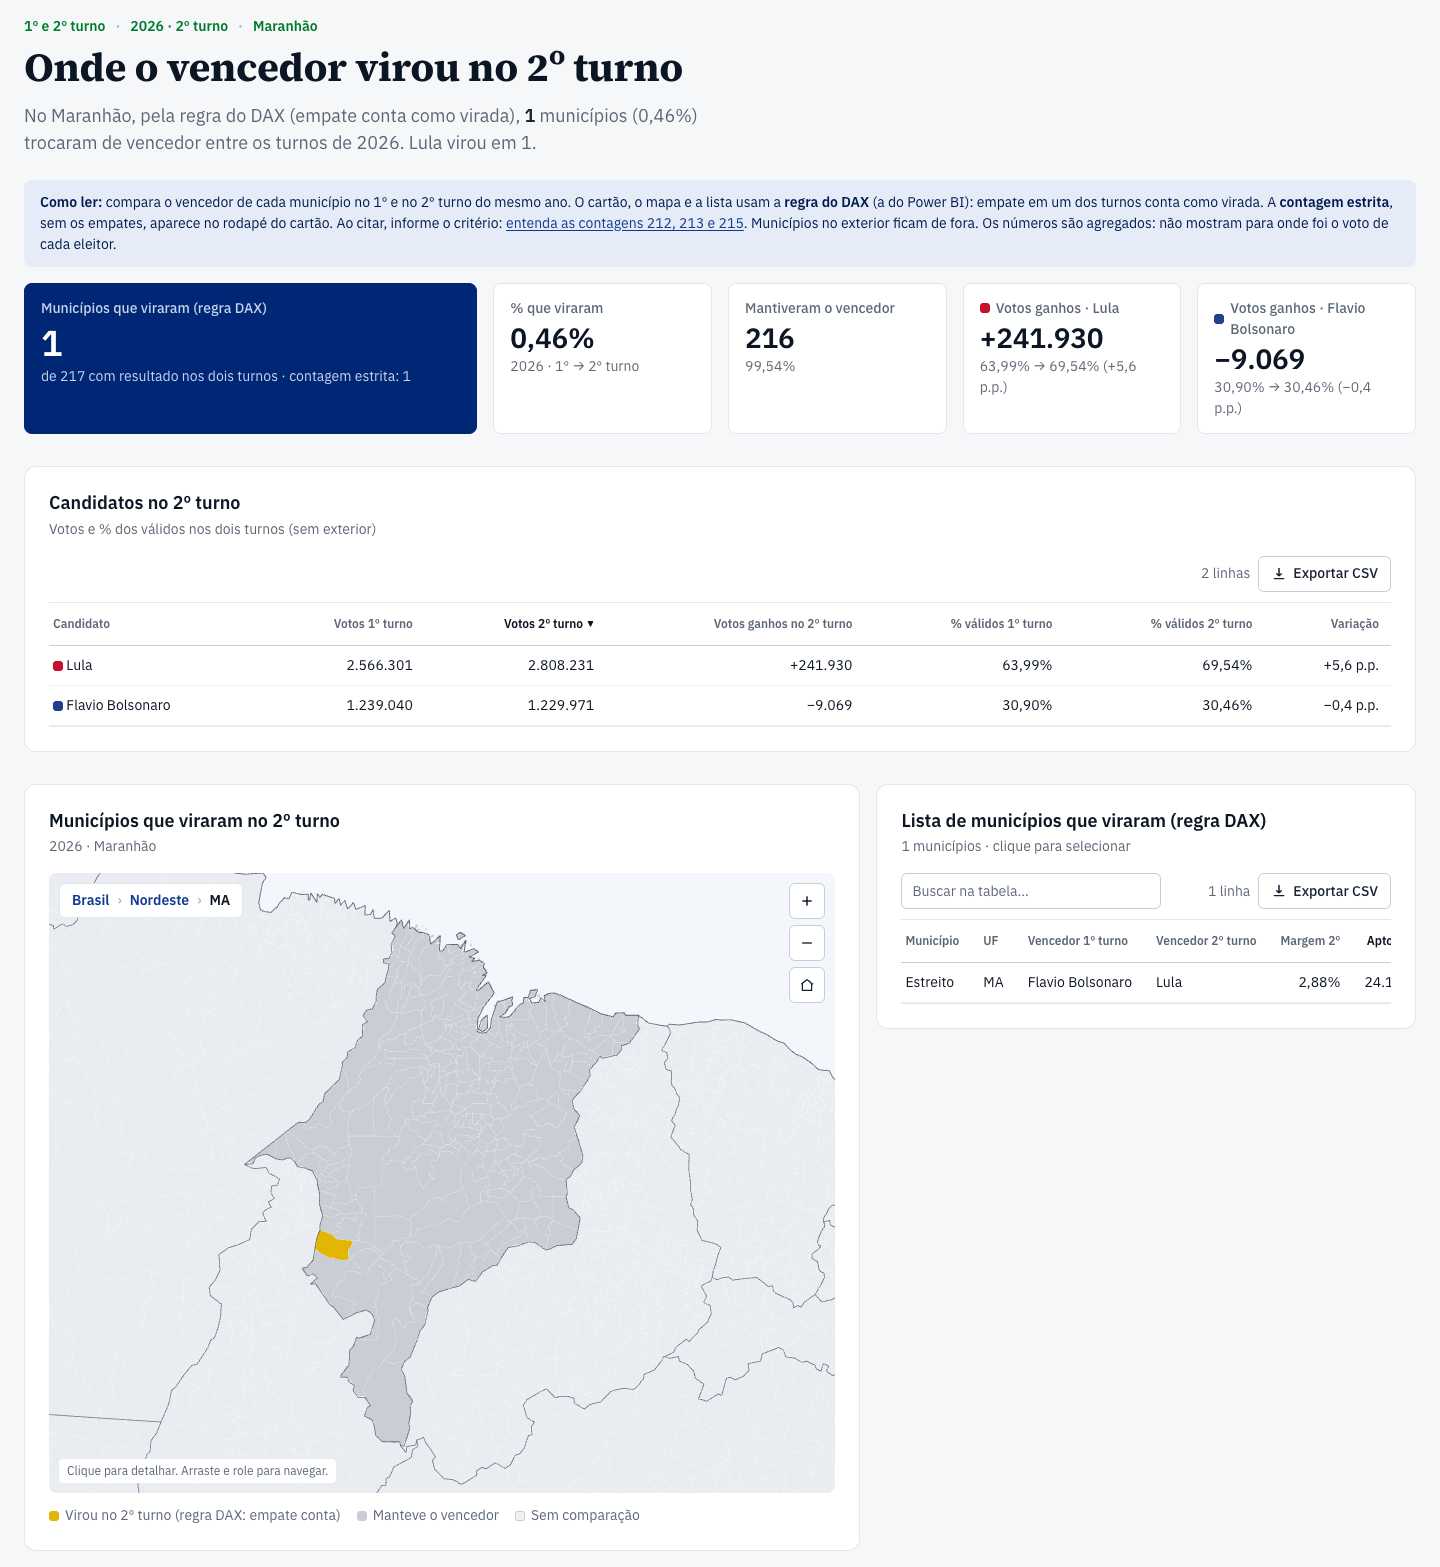 1º e 2º turno · 2026 · 2º turno · Maranhão
Onde o vencedor virou no 2º turno
No Maranhão, pela regra do DAX (empate conta como virada), 1 municípios (0,46%)
trocaram de vencedor entre os turnos de 2026. Lula virou em 1.
Como ler: compara o vencedor de cada município no 1º e no 2º turno do mesmo ano. O cartão, o mapa e a lista usam a regra do DAX (a do Power BI): empate em um dos turnos conta como virada. A contagem estrita,
sem os empates, aparece no rodapé do cartão. Ao citar, informe o critério: entenda as contagens 212, 213 e 215. Municípios no exterior ficam de fora. Os números são agregados: não mostram para onde foi o voto de
cada eleitor.
Municípios que viraram (regra DAX)
1
de 217 com resultado nos dois turnos · contagem estrita: 1
% que viraram
0,46%
2026 · 1º → 2º turno
Mantiveram o vencedor
216
99,54%
Votos ganhos · Lula
+241.930
63,99% → 69,54% (+5,6
p.p.)
Votos ganhos · Flavio
Bolsonaro
−9.069
30,90% → 30,46% (−0,4
p.p.)
Candidatos no 2º turno
Votos e % dos válidos nos dois turnos (sem exterior)
2 linhas Exportar CSV
Candidato Votos 1º turno Votos 2º turno ▼ Votos ganhos no 2º turno % válidos 1º turno % válidos 2º turno Variação
Lula 2.566.301 2.808.231 +241.930 63,99% 69,54% +5,6 p.p.
Flavio Bolsonaro 1.239.040 1.229.971 −9.069 30,90% 30,46% −0,4 p.p.
Municípios que viraram no 2º turno
2026 · Maranhão
Brasil › Nordeste › MA
+
−
Clique para detalhar. Arraste e role para navegar.
Virou no 2º turno (regra DAX: empate conta) Manteve o vencedor Sem comparação
Lista de municípios que viraram (regra DAX)
1 municípios · clique para selecionar
Buscar na tabela... 1 linha Exportar CSV
Município UF Vencedor 1º turno Vencedor 2º turno Margem 2º
Estreito MA Flavio Bolsonaro Lula 2,88% 24.1